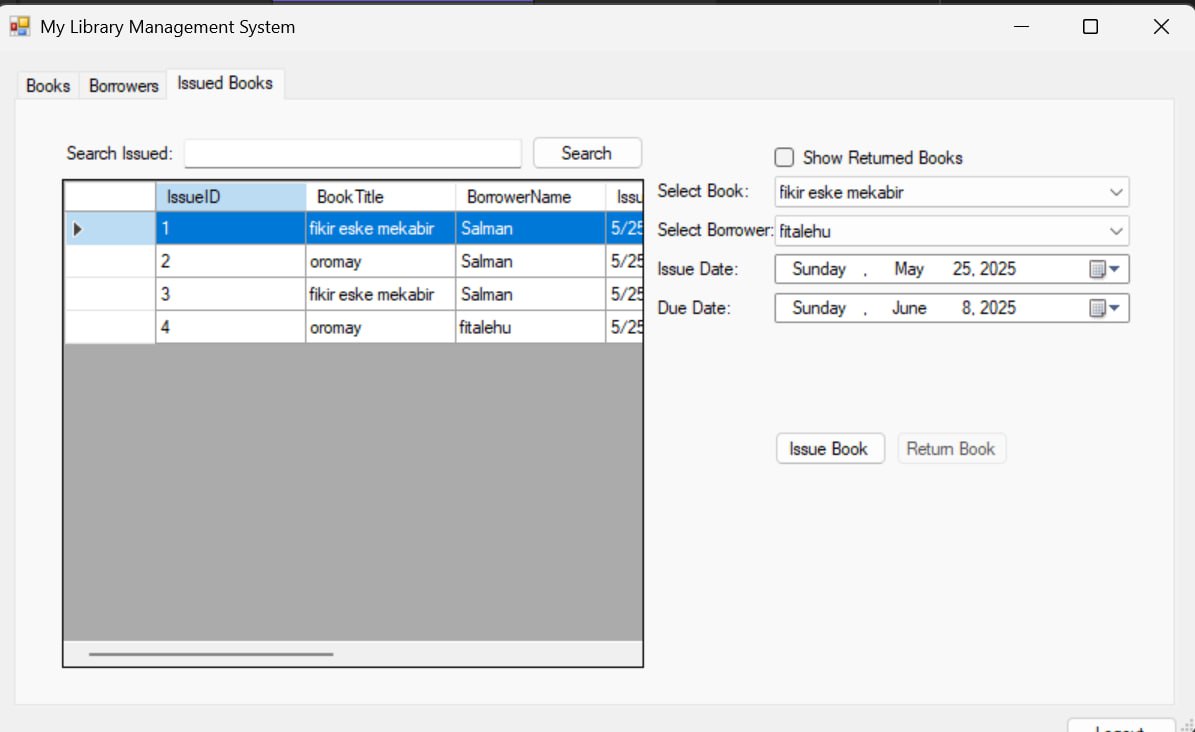 My Library Management System
Books Borrowers Issued Books
Search Issued: Search
Show Returned Books
IssueID BookTitle BorrowerName Issu
1 fikir eske mekabir Salman 5/25
2 oromay Salman 5/25
3 fikir eske mekabir Salman 5/25
4 oromay fitalehu 5/25
Select Book: fikir eske mekabir
Select Borrower: fitalehu
Issue Date: Sunday , May 25, 2025
Due Date: Sunday , June 8, 2025
Issue Book Return Book
Logout